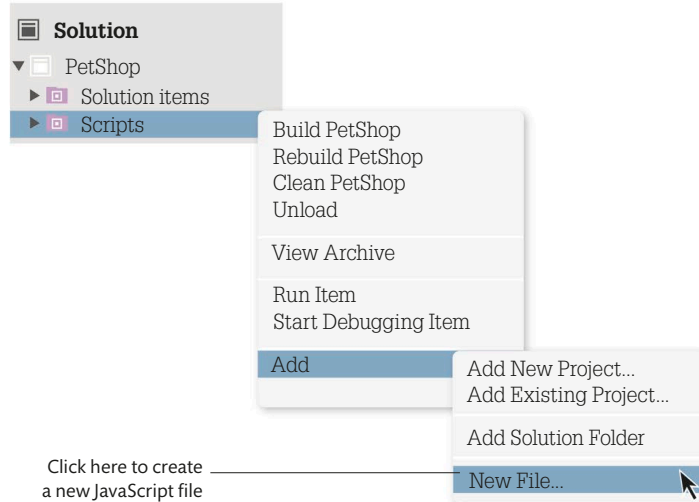 Solution
PetShop
Solution items
Scripts
Build PetShop
Rebuild PetShop
Clean PetShop
Unload
View Archive
Run Item
Start Debugging Item
Add
Add New Project...
Add Existing Project...
Add Solution Folder
New File...
Click here to create
a new JavaScript file